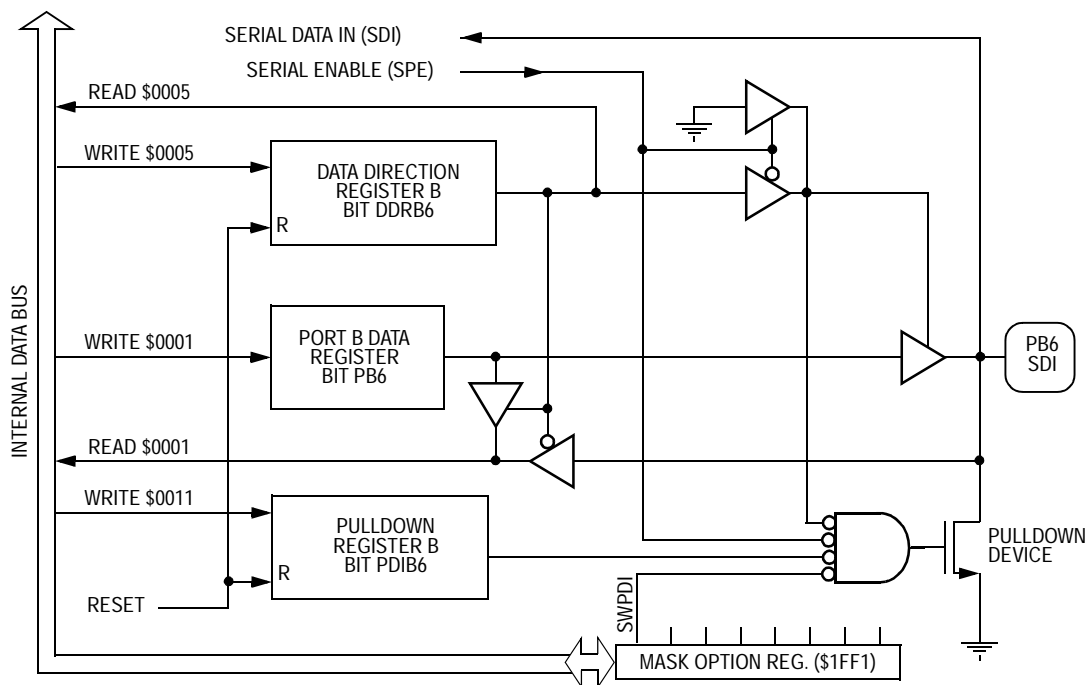 SERIAL DATA IN (SDI)
SERIAL ENABLE (SPE)
READ $0005
WRITE $0005
DATA DIRECTION
REGISTER B
BIT DDRB6
R
INTERNAL DATA BUS
WRITE $0001
PORT B DATA
REGISTER
BIT PB6
PB6
SDI
READ $0001
WRITE $0011
PULLDOWN
REGISTER B
BIT PDIB6
R
PULLDOWN
DEVICE
RESET
SWPDI
MASK OPTION REG. ($1FF1)